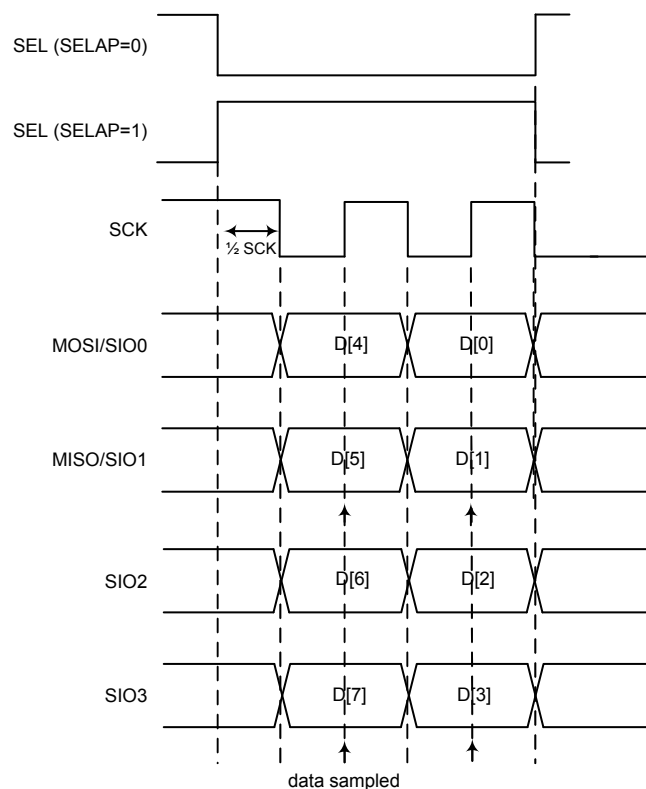 SEL (SELAP=0)
SEL (SELAP=1)
SCK
½ SCK
MOSI/SIO0
D[4]
D[0]
MISO/SIO1
D[5]
D[1]
SIO2
D[6]
D[2]
SIO3
D[7]
D[3]
data sampled